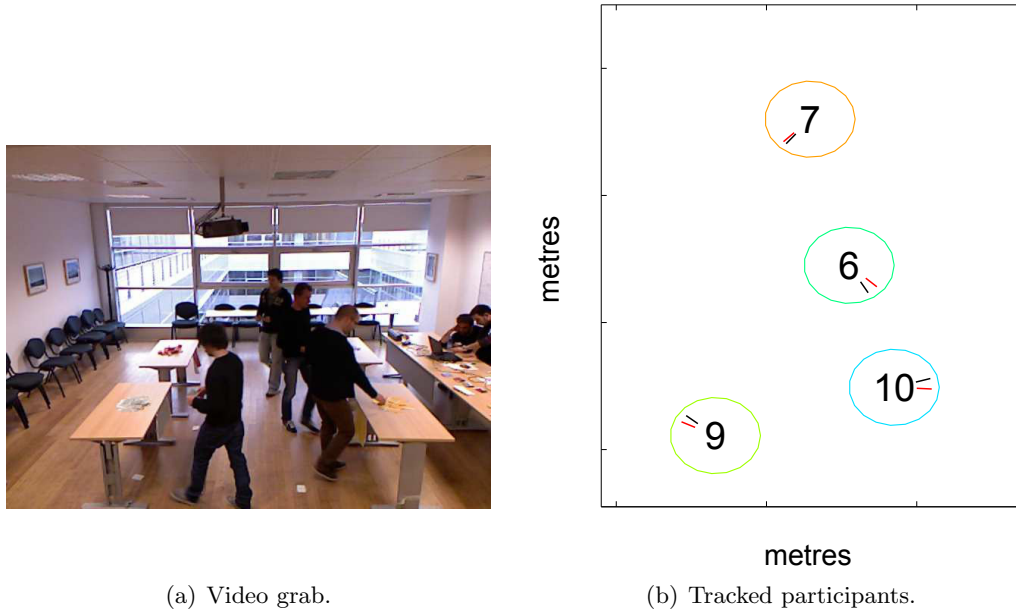 7
6
10
9
metres
metres
(a) Video grab.
(b) Tracked participants.